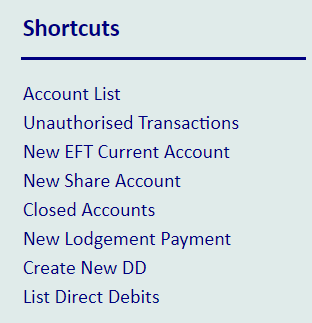 Shortcuts
Account List
Unauthorised Transactions
New EFT Current Account
New Share Account
Closed Accounts
New Lodgement Payment
Create New DD
List Direct Debits